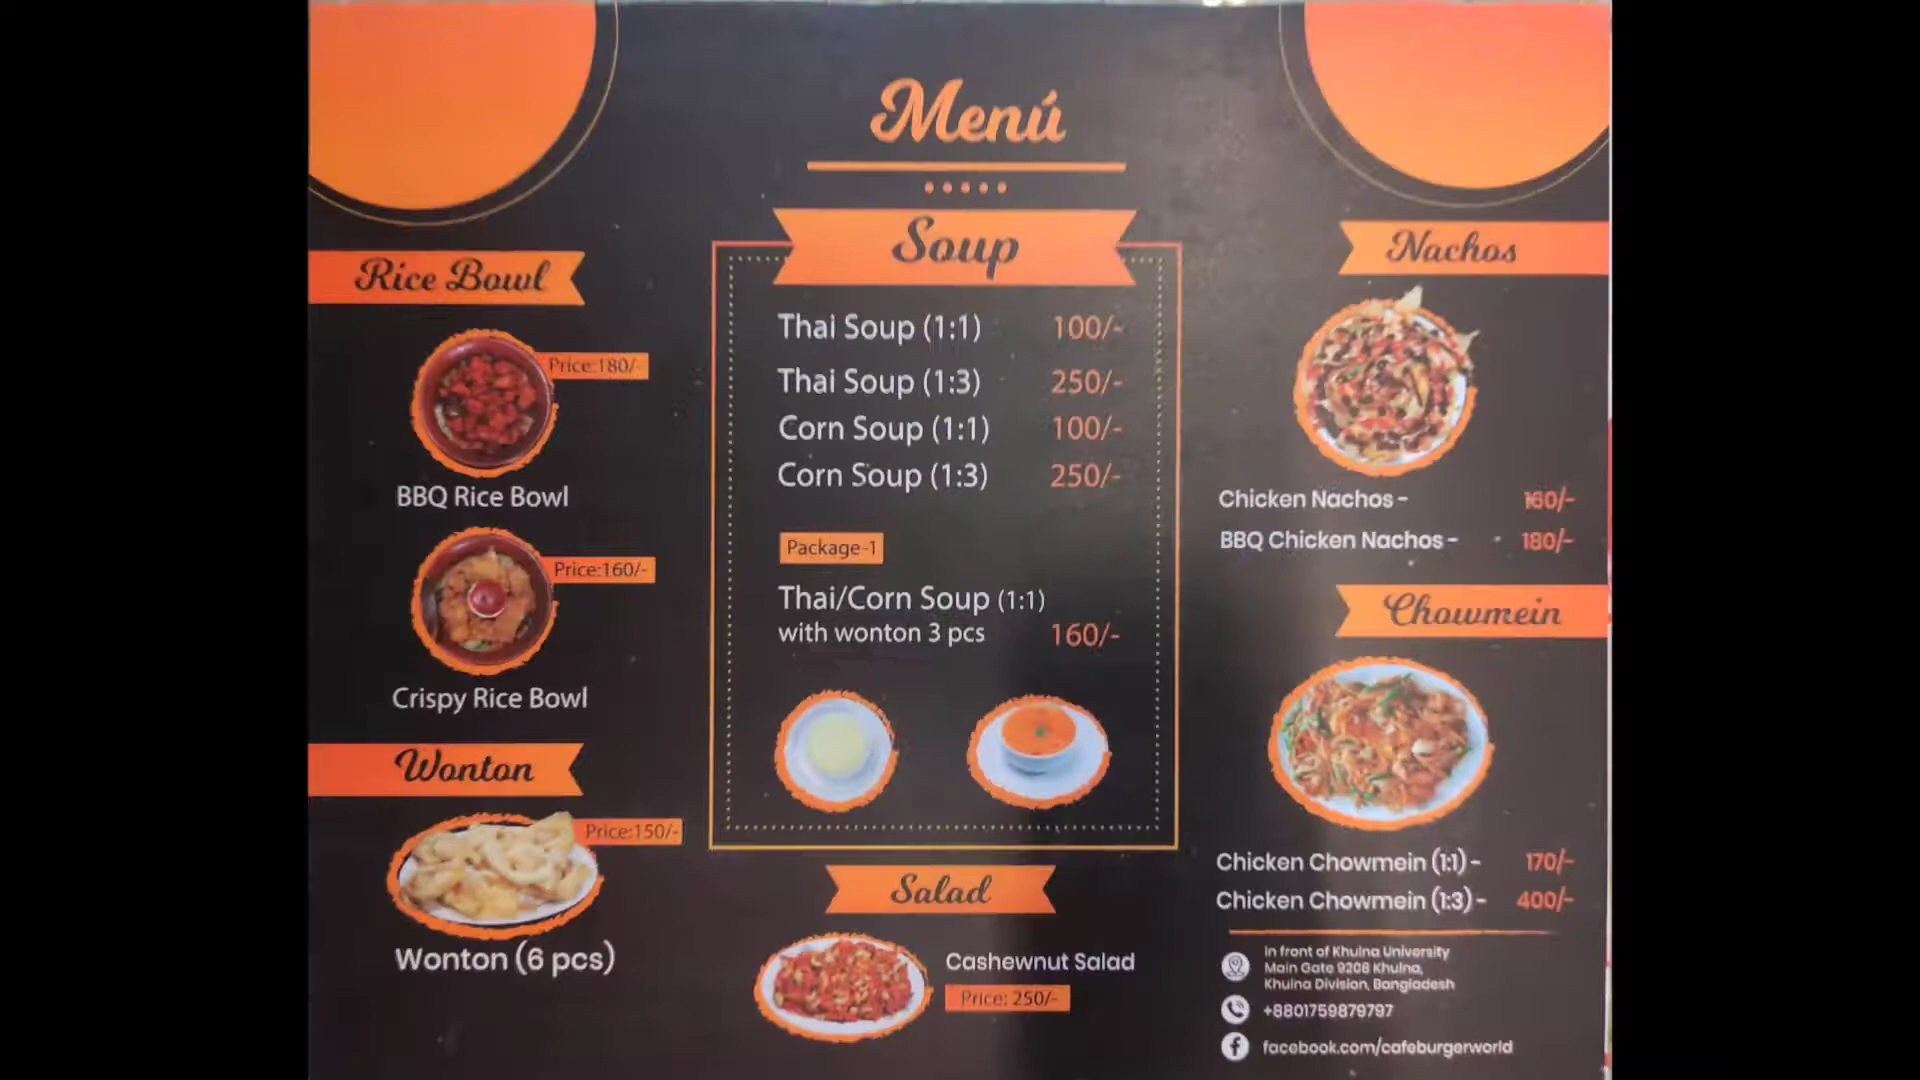 Menú
Rice Bowl
Price:180/-
BBQ Rice Bowl
Price:160/-
Crispy Rice Bowl
Wonton
Price:150/-
Wonton (6 pcs)
Soup
Thai Soup (1:1) 100/-
Thai Soup (1:3) 250/-
Corn Soup (1:1) 100/-
Corn Soup (1:3) 250/-
Package-1
Thai/Corn Soup (1:1)
with wonton 3 pcs 160/-
Salad
Cashewnut Salad
Price: 250/-
Nachos
Chicken Nachos - 160/-
BBQ Chicken Nachos - 180/-
Chowmein
Chicken Chowmein (1:1) - 170/-
Chicken Chowmein (1:3) - 400/-
In front of Khulna University
Main Gate 9208 Khulna,
Khulna Division, Bangladesh
+8801759879797
facebook.com/cafeburgerworld